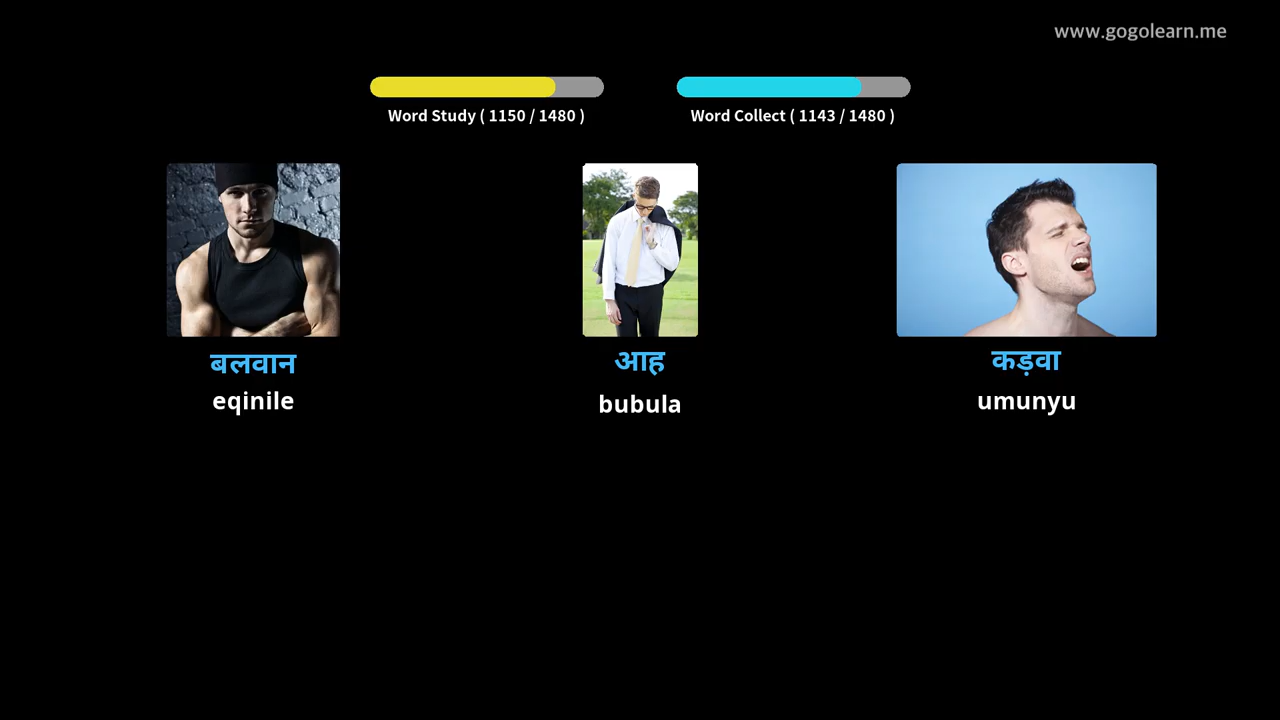 www.gogolearn.me
Word Study ( 1150 / 1480 )
Word Collect ( 1143 / 1480 )
बलवान
eqinile
आह
bubula
कड़वा
umunyu